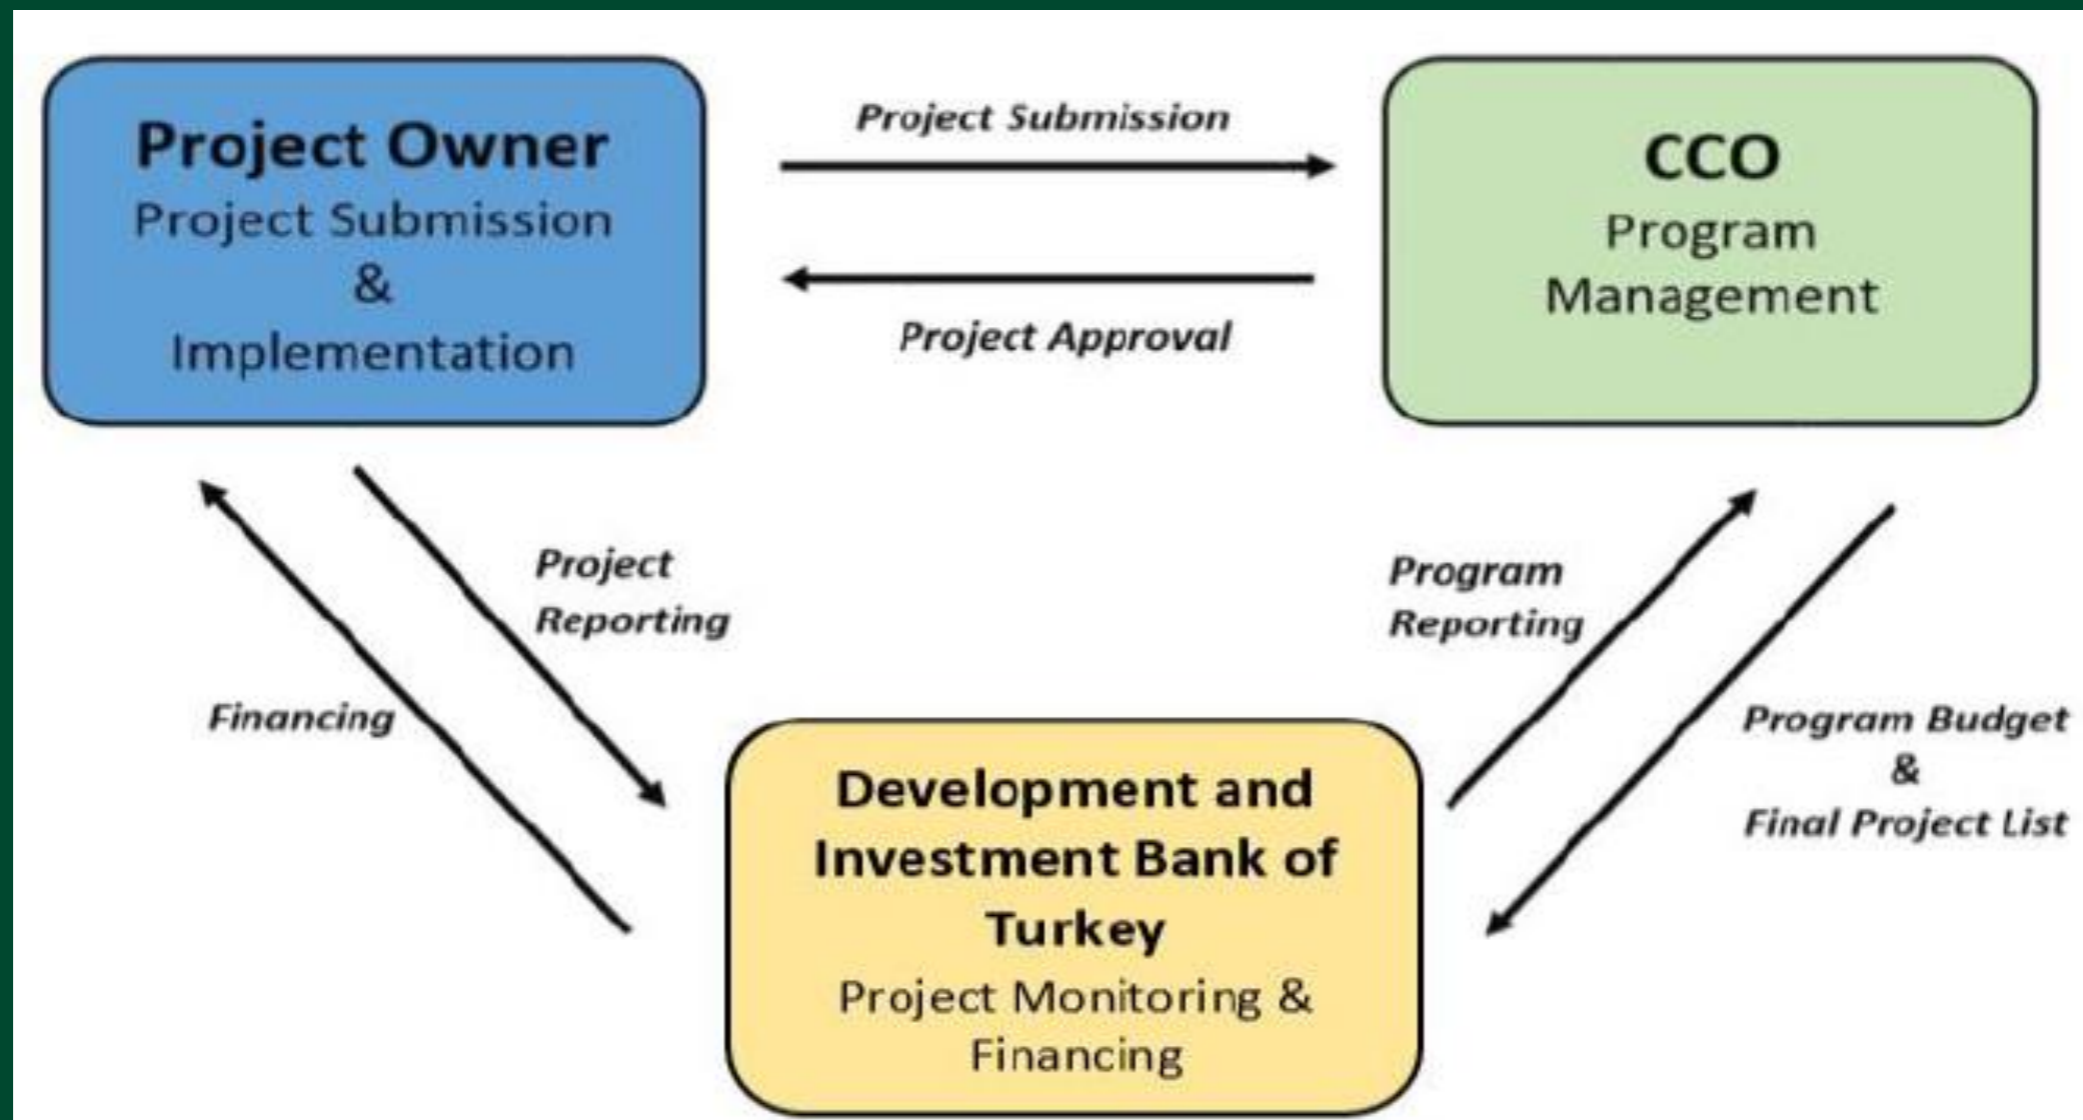 Project Owner
Project Submission
&
Implementation
Project Submission
Project Approval
CCO
Program
Management
Project
Reporting
Financing
Program
Reporting
Program Budget
&
Final Project List
Development and
Investment Bank of
Turkey
Project Monitoring &
Financing